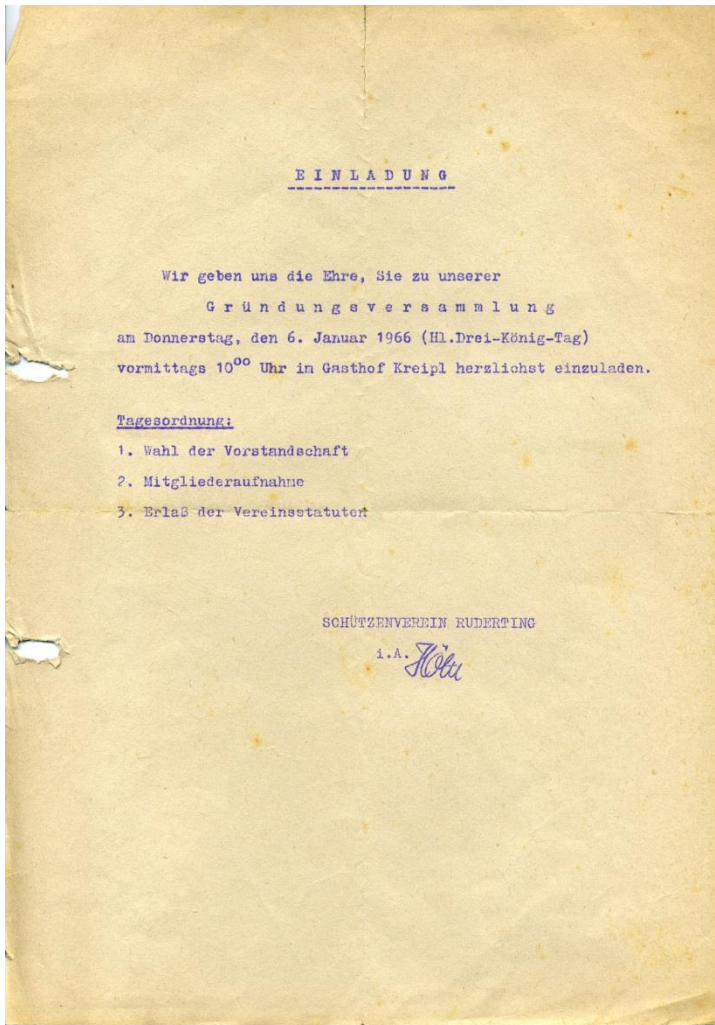 E I N L A D U N G
Wir geben uns die Ehre, Sie zu unserer
G r ü n d u n g s v e r s a m m l u n g
am Donnerstag, den 6. Januar 1966 (Hl.Drei-König-Tag)
vormittags 10⁰⁰ Uhr in Gasthof Kreipl herzlichst einzuladen.
Tagesordnung:
1. Wahl der Vorstandschaft
2. Mitgliederaufnahme
3. Erlaß der Vereinsstatuten
SCHÜTZENVEREIN RUDERTING
i.A.